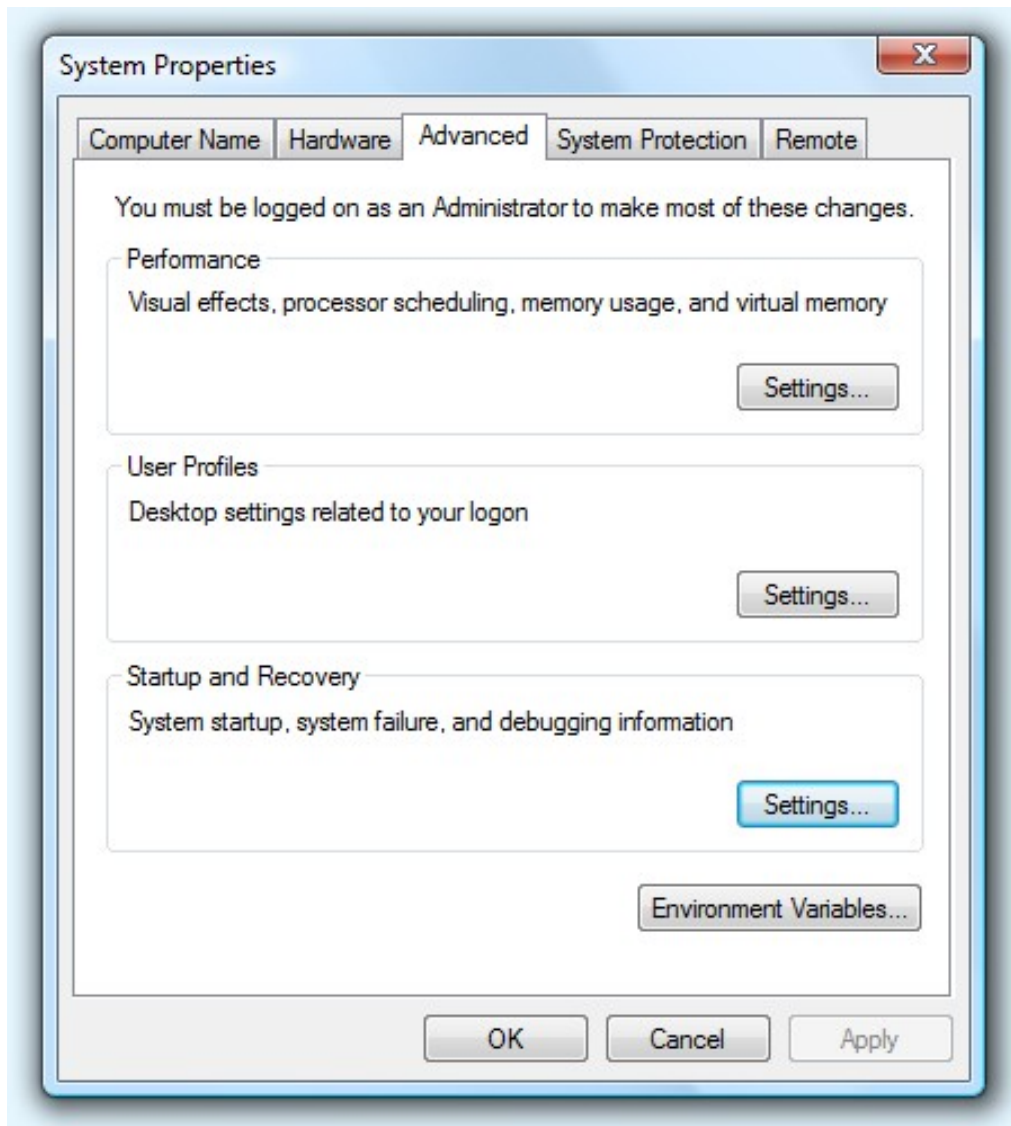 System Properties
X
Computer Name Hardware Advanced System Protection Remote
You must be logged on as an Administrator to make most of these changes.
Performance
Visual effects, processor scheduling, memory usage, and virtual memory
Settings...
User Profiles
Desktop settings related to your logon
Settings...
Startup and Recovery
System startup, system failure, and debugging information
Settings...
Environment Variables...
OK Cancel Apply